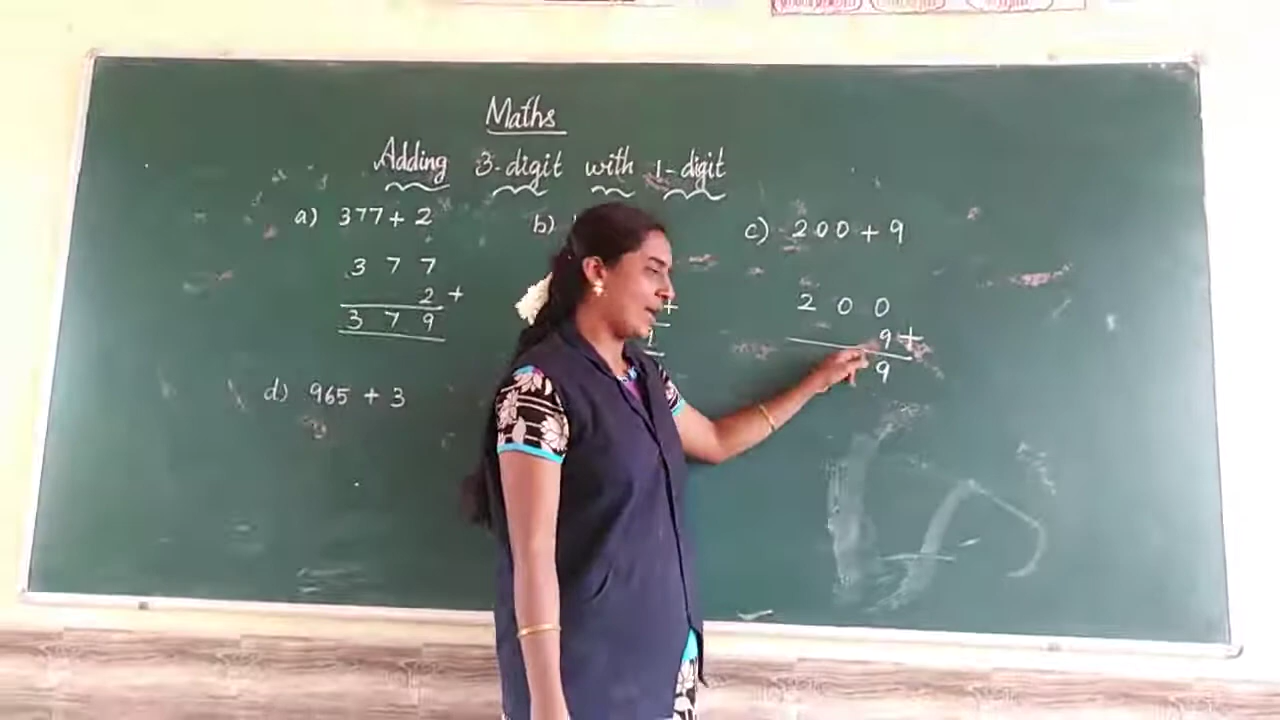 Maths
Adding 3-digit with 1-digit
a) 377 + 2
3 7 7
2 +
3 7 9
b)
+
1
c) 200 + 9
2 0 0
9 +
9
d) 965 + 3